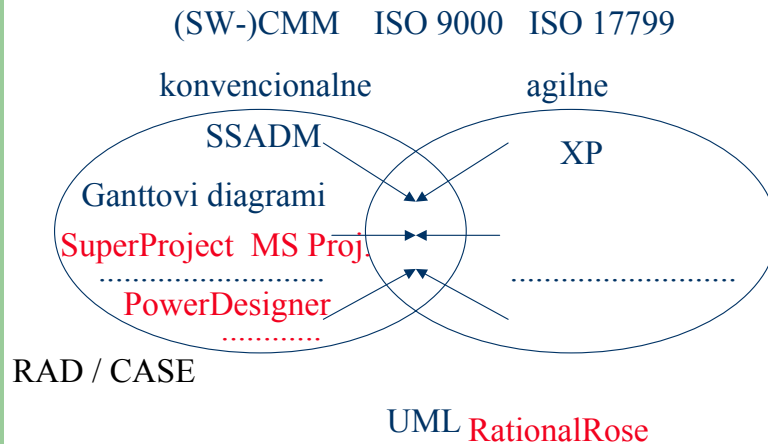 (SW-)CMM ISO 9000 ISO 17799
konvencionalne agilne
SSADM
XP
Ganttovi diagrami
SuperProject MS Proj.
............................ ............................
PowerDesigner
............
RAD / CASE
UML RationalRose